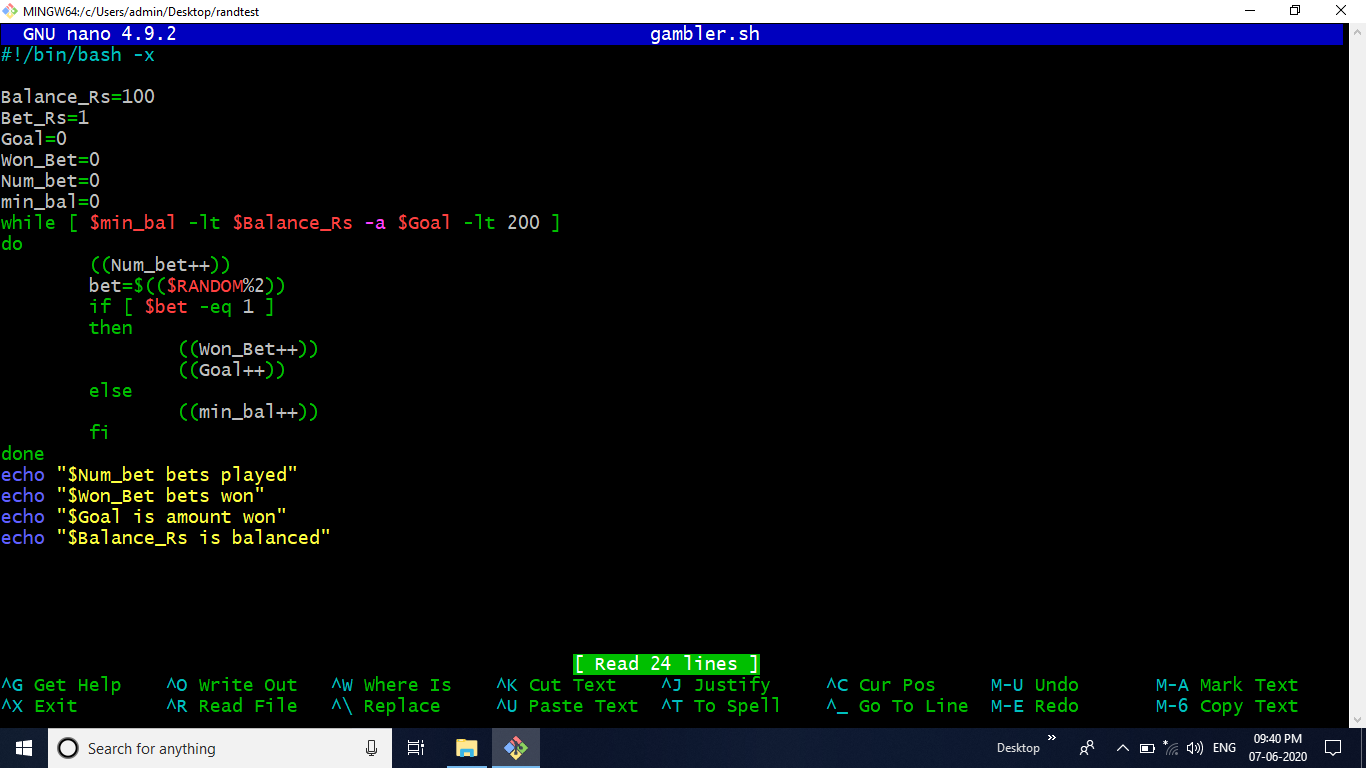 MINGW64:/c/Users/admin/Desktop/randtest
GNU nano 4.9.2 gambler.sh
#!/bin/bash -x
Balance_Rs=100
Bet_Rs=1
Goal=0
Won_Bet=0
Num_bet=0
min_bal=0
while [ $min_bal -lt $Balance_Rs -a $Goal -lt 200 ]
do
        ((Num_bet++))
        bet=$(($RANDOM%2))
        if [ $bet -eq 1 ]
        then
                ((Won_Bet++))
                ((Goal++))
        else
                ((min_bal++))
        fi
done
echo "$Num_bet bets played"
echo "$Won_Bet bets won"
echo "$Goal is amount won"
echo "$Balance_Rs is balanced"
[ Read 24 lines ]
^G Get Help ^O Write Out ^W Where Is ^K Cut Text ^J Justify ^C Cur Pos M-U Undo M-A Mark Text
^X Exit ^R Read File ^\ Replace ^U Paste Text ^T To Spell ^_ Go To Line M-E Redo M-6 Copy Text
Search for anything
Desktop
ENG
09:40 PM
07-06-2020